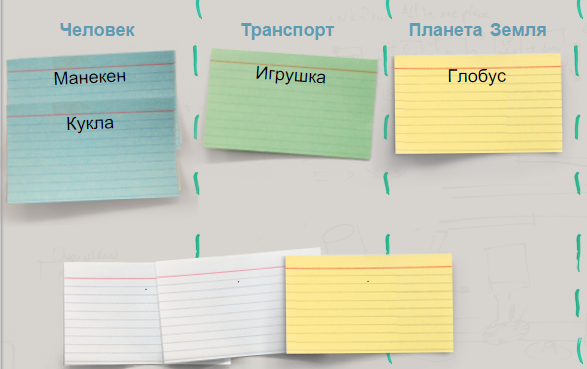 Человек
Транспорт
Планета Земля
Манекен
Игрушка
Глобус
Кукла